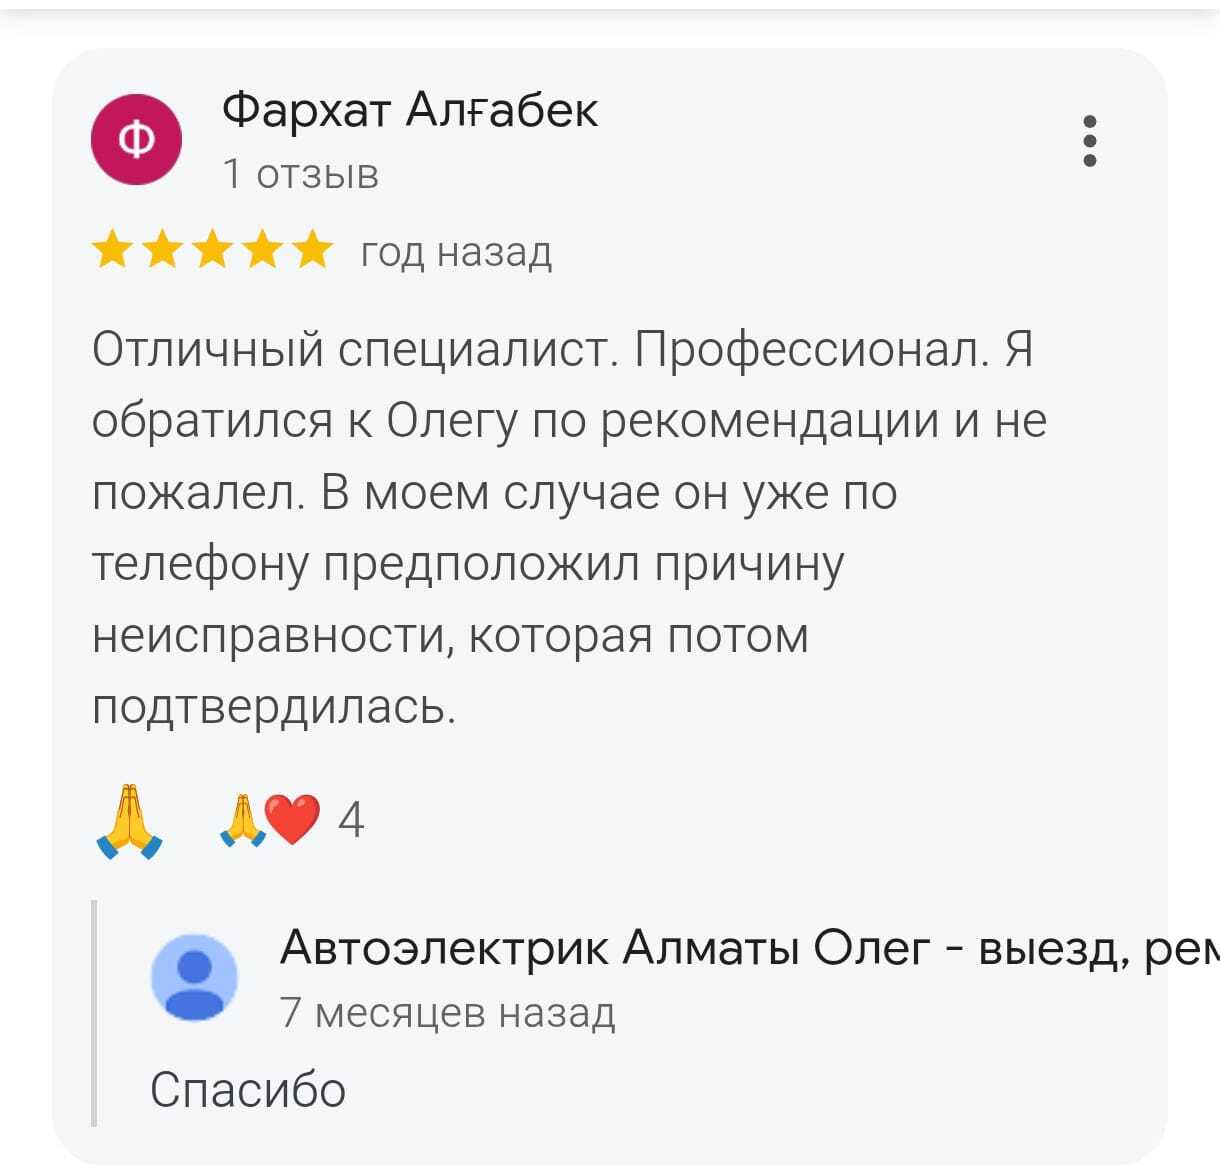 Ф
Фархат Алғабек
1 отзыв
год назад
Отличный специалист. Профессионал. Я
обратился к Олегу по рекомендации и не
пожалел. В моем случае он уже по
телефону предположил причину
неисправности, которая потом
подтвердилась.
4
Автоэлектрик Алматы Олег - выезд, рем
7 месяцев назад
Спасибо